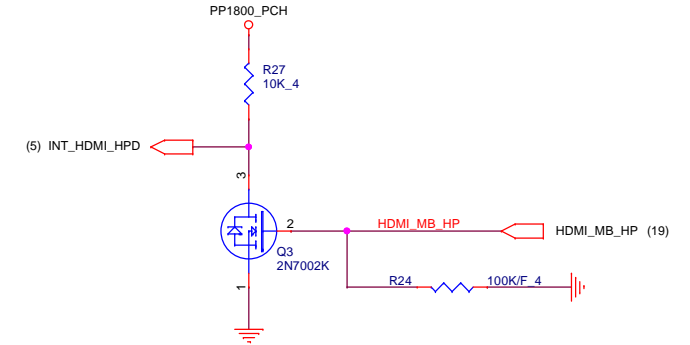 PP1800_PCH
R27
10K_4
(5) INT_HDMI_HPD
3
2
HDMI_MB_HP
HDMI_MB_HP (19)
Q3
2N7002K
R24
100K/F_4
1